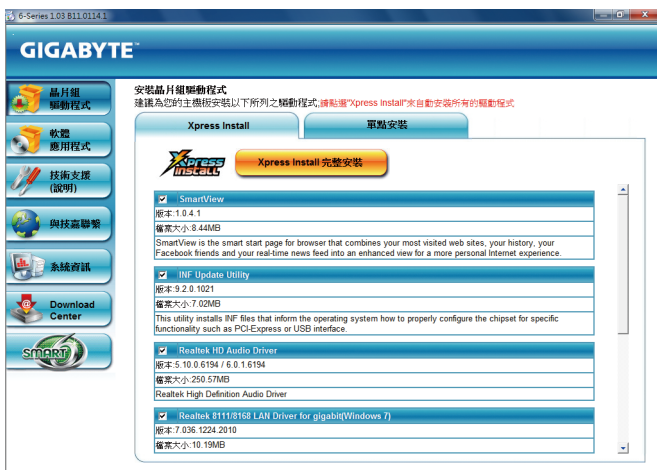 6-Series 1.03 B11.0114.1
GIGABYTE™
晶片組
驅動程式
軟體
應用程式
技術支援
(說明)
與技嘉聯繫
系統資訊
Download
Center
SMART
安裝晶片組驅動程式
建議為您的主機板安裝以下所列之驅動程式;請點選"Xpress Install"來自動安裝所有的驅動程式
Xpress Install
單點安裝
Xpress
INSTALL
Xpress Install 完整安裝
SmartView
版本:1.0.4.1
檔案大小:8.44MB
SmartView is the smart start page for browser that combines your most visited web sites, your history, your
Facebook friends and your real-time news feed into an enhanced view for a more personal Internet experience.
INF Update Utility
版本:9.2.0.1021
檔案大小:7.02MB
This utility installs INF files that inform the operating system how to properly configure the chipset for specific
functionality such as PCI-Express or USB interface.
Realtek HD Audio Driver
版本:5.10.0.6194 / 6.0.1.6194
檔案大小:250.57MB
Realtek High Definition Audio Driver
Realtek 8111/8168 LAN Driver for gigabit(Windows 7)
版本:7.036.1224.2010
檔案大小:10.19MB